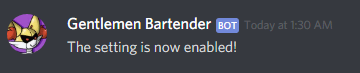 Gentlemen Bartender BOT Today at 1:30 AM
The setting is now enabled!